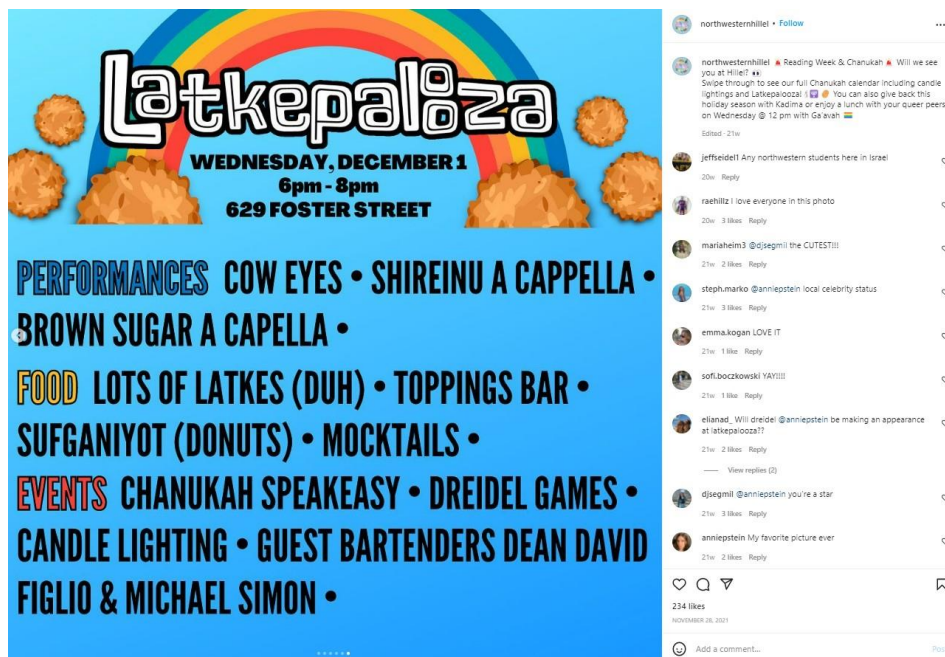 Latkepalooza
WEDNESDAY, DECEMBER 1
6pm - 8pm
629 FOSTER STREET
PERFORMANCES COW EYES • SHIREINU A CAPPELLA •
BROWN SUGAR A CAPELLA •
FOOD LOTS OF LATKES (DUH) • TOPPINGS BAR •
SUFGANIYOT (DONUTS) • MOCKTAILS •
EVENTS CHANUKAH SPEAKEASY • DREIDEL GAMES •
CANDLE LIGHTING • GUEST BARTENDERS DEAN DAVID
FIGLIO & MICHAEL SIMON •
northwesternhillel • Follow
northwesternhillel 🚨 Reading Week & Chanukah 🚨 Will we see
you at Hillel? 👀
Swipe through to see our full Chanukah calendar including candle
lightings and Latkepalooza! 🕎 🥔 You can also give back this
holiday season with Kadima or enjoy a lunch with your queer peers
on Wednesday @ 12 pm with Ga'avah
Edited · 21w
jeffseidel1 Any northwestern students here in Israel
20w Reply
raehillz I love everyone in this photo
20w 3 likes Reply
mariaheim3 @djsegmil the CUTEST!!!
21w 2 likes Reply
steph.marko @anniepstein local celebrity status
21w 3 likes Reply
emma.kogan LOVE IT
21w 1 like Reply
sofi.boczkowski YAY!!!!
21w 1 like Reply
elianad_ Will dreidel @anniepstein be making an appearance
at latkepalooza??
21w 2 likes Reply
View replies (2)
djsegmil @anniepstein you're a star
21w 3 likes Reply
anniepstein My favorite picture ever
21w 2 likes Reply
234 likes
NOVEMBER 28, 2021
Add a comment...